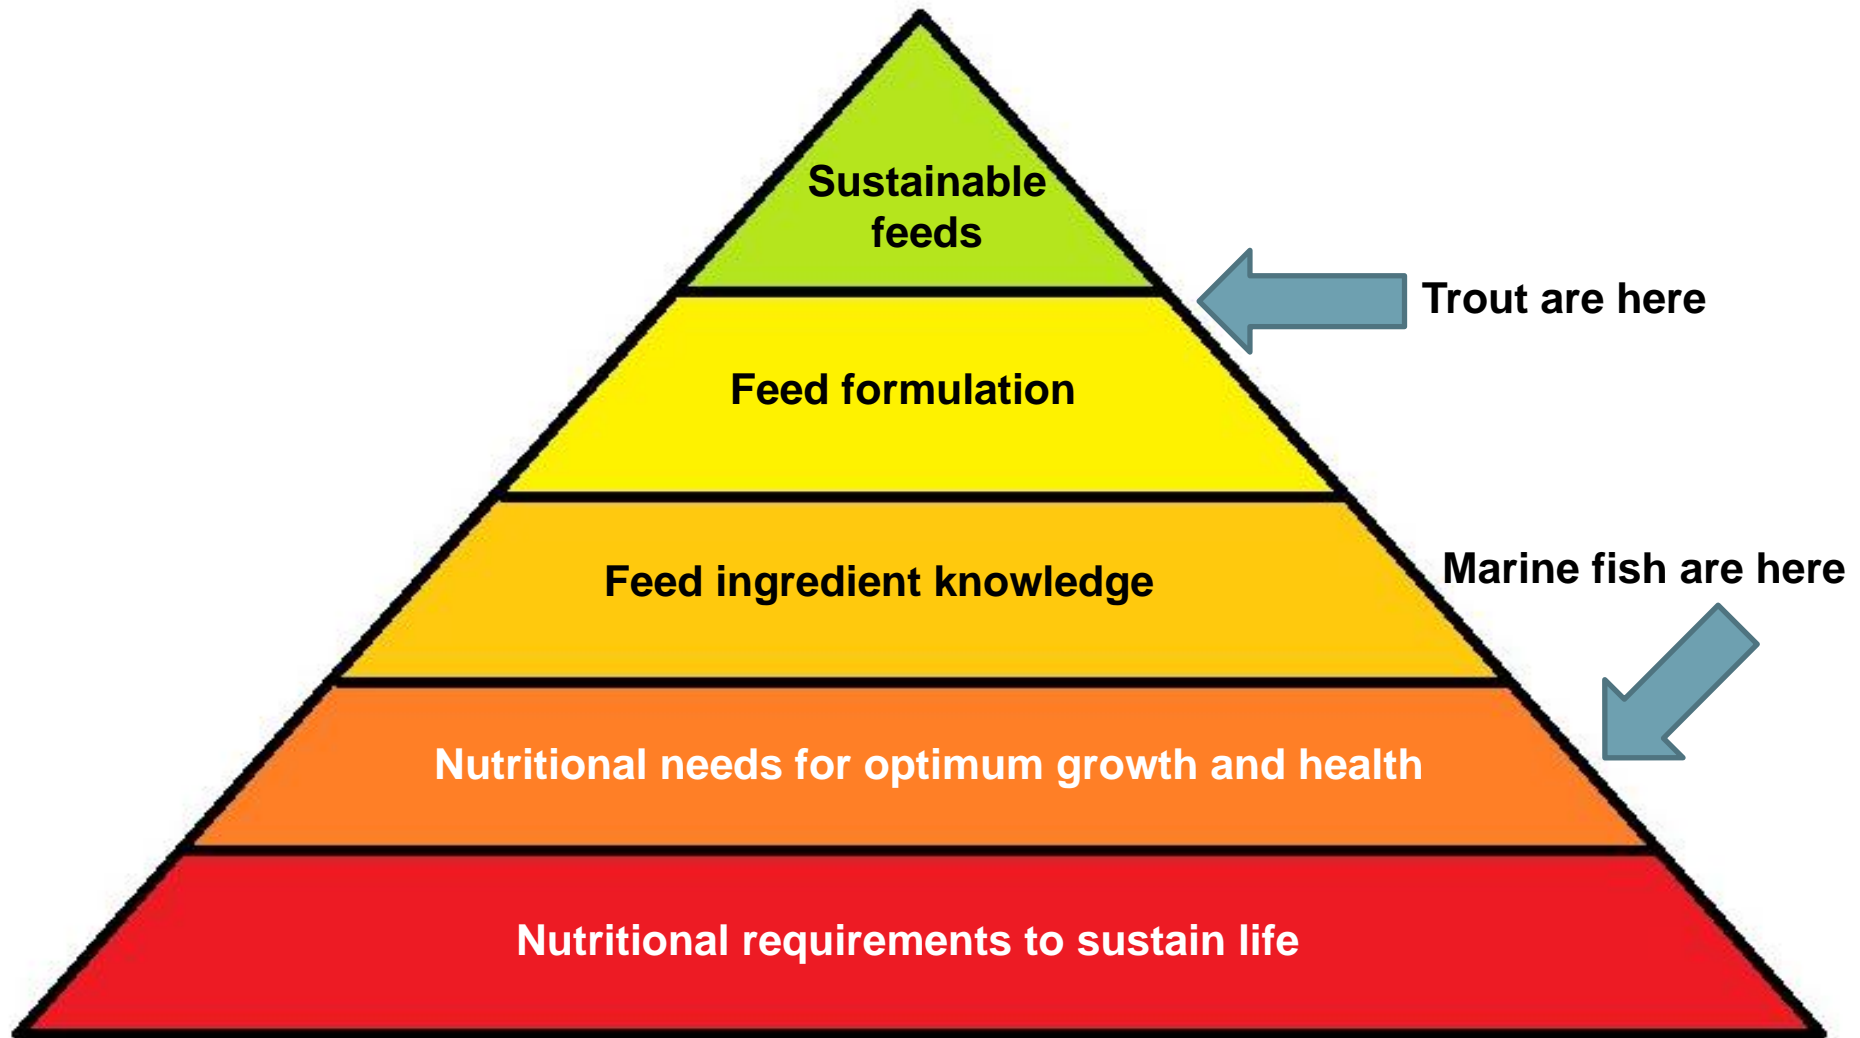 Sustainable
feeds
Trout are here
Feed formulation
Marine fish are here
Feed ingredient knowledge
Nutritional needs for optimum growth and health
Nutritional requirements to sustain life